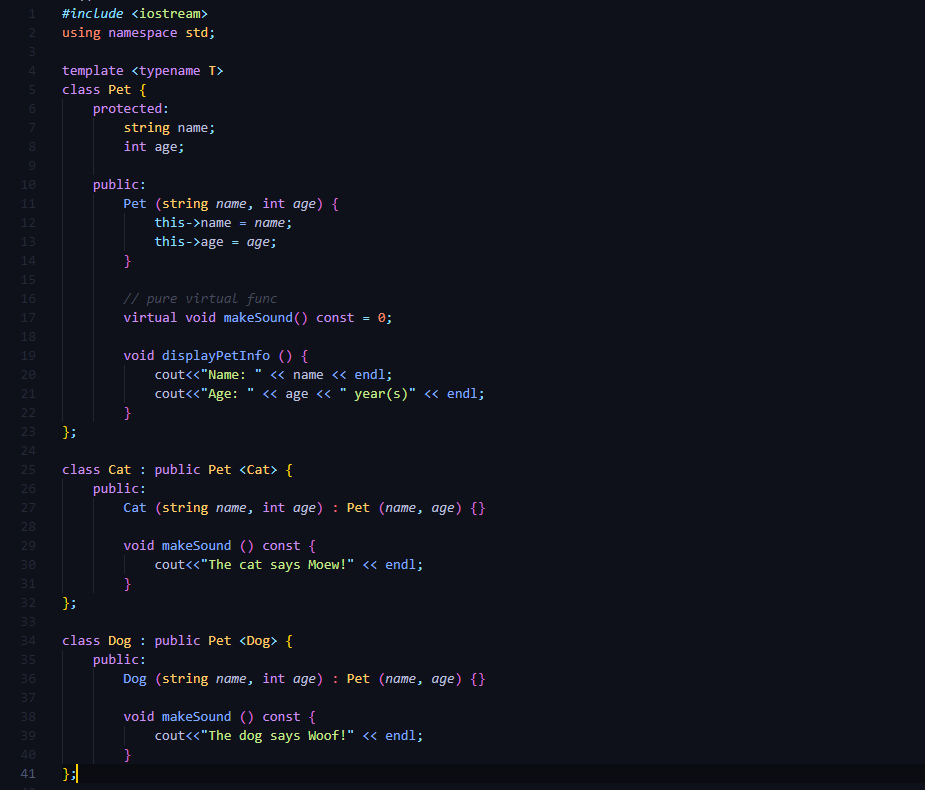 1 #include <iostream>
2 using namespace std;
3
4 template <typename T>
5 class Pet {
6     protected:
7         string name;
8         int age;
9
10     public:
11         Pet (string name, int age) {
12             this->name = name;
13             this->age = age;
14         }
15
16         // pure virtual func
17         virtual void makeSound() const = 0;
18
19         void displayPetInfo () {
20             cout<<"Name: " << name << endl;
21             cout<<"Age: " << age << " year(s)" << endl;
22         }
23 };
24
25 class Cat : public Pet <Cat> {
26     public:
27         Cat (string name, int age) : Pet (name, age) {}
28
29         void makeSound () const {
30             cout<<"The cat says Moew!" << endl;
31         }
32 };
33
34 class Dog : public Pet <Dog> {
35     public:
36         Dog (string name, int age) : Pet (name, age) {}
37
38         void makeSound () const {
39             cout<<"The dog says Woof!" << endl;
40         }
41 };